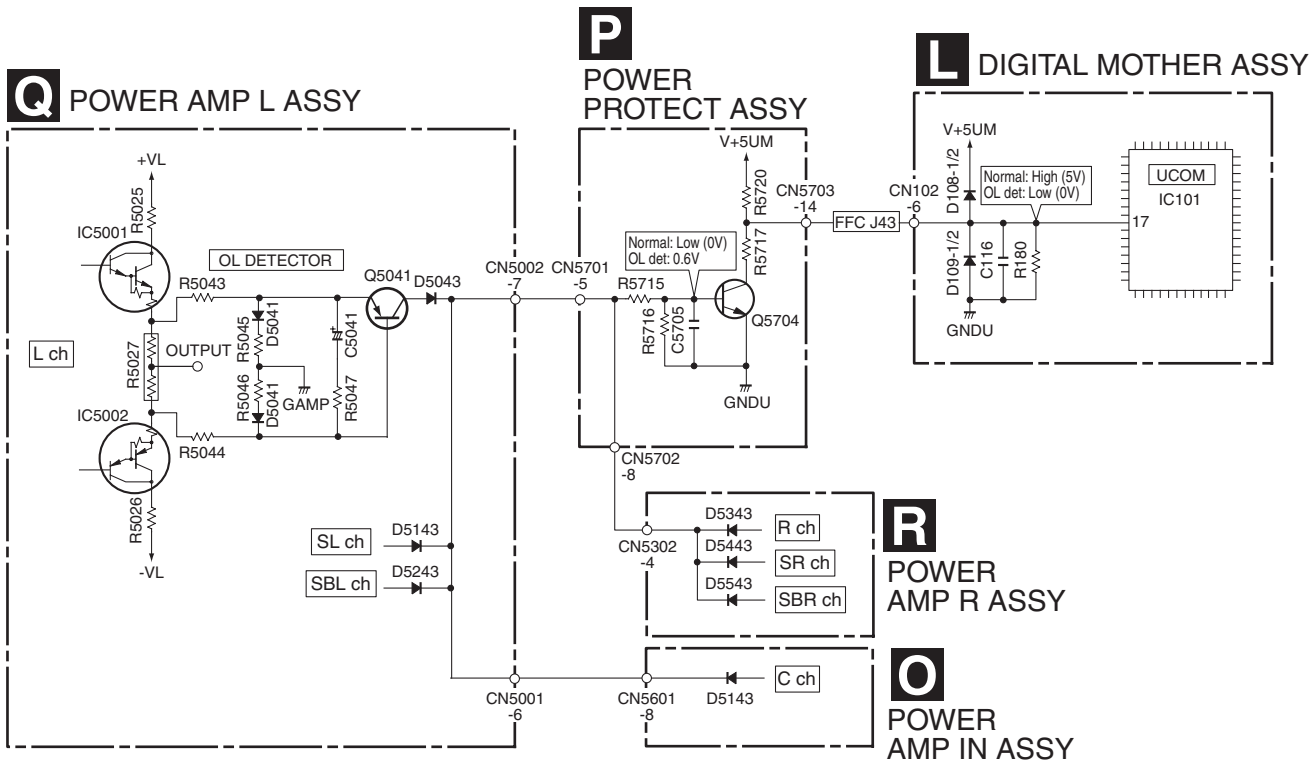 Q POWER AMP L ASSY
+VL
R5025
IC5001
OL DETECTOR
R5043
Q5041
D5043
R5045
D5041
C5041
L ch
R5027
OUTPUT
R5046
D5041
GAMP
R5047
IC5002
R5044
R5026
-VL
SL ch
D5143
SBL ch
D5243
CN5002
-7
CN5001
-6
P
POWER
PROTECT ASSY
V+5UM
R5720
CN5701
-5
Normal: Low (0V)
OL det: 0.6V
R5715
R5717
R5716
C5705
Q5704
GNDU
CN5703
-14
CN5702
-8
FFC J43
L DIGITAL MOTHER ASSY
CN102
-6
V+5UM
D108-1/2
Normal: High (5V)
OL det: Low (0V)
UCOM
IC101
17
D109-1/2
C116
R180
GNDU
CN5302
-4
D5343
R ch
D5443
SR ch
D5543
SBR ch
R
POWER
AMP R ASSY
CN5601
-8
D5143
C ch
O
POWER
AMP IN ASSY